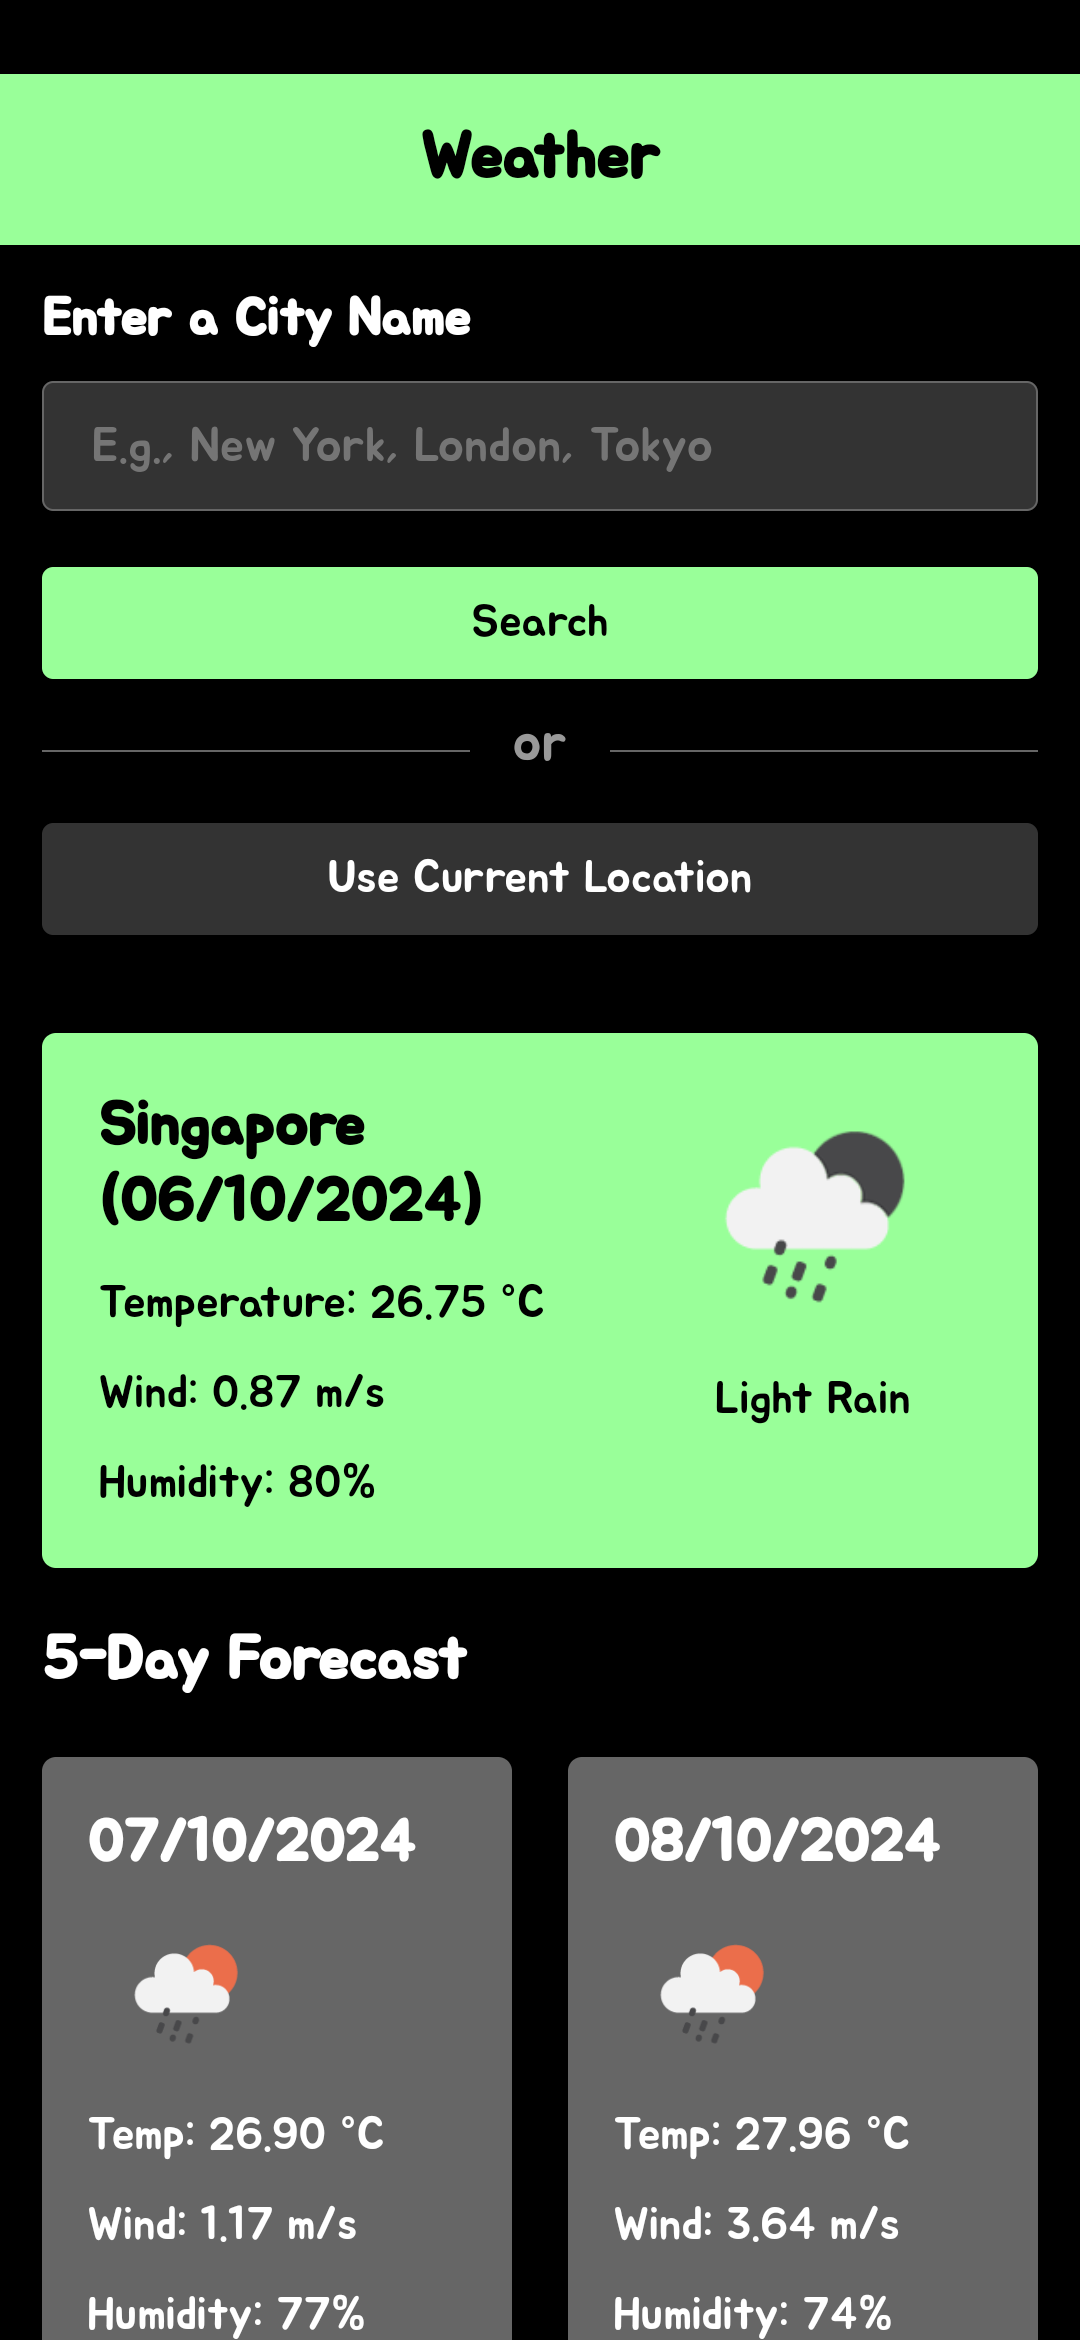 Weather
Enter a City Name
E.g., New York, London, Tokyo
Search
or
Use Current Location
Singapore
(06/10/2024)
Temperature: 26.75 °C
Wind: 0.87 m/s
Humidity: 80%
Light Rain
5-Day Forecast
07/10/2024
Temp: 26.90 °C
Wind: 1.17 m/s
Humidity: 77%
08/10/2024
Temp: 27.96 °C
Wind: 3.64 m/s
Humidity: 74%